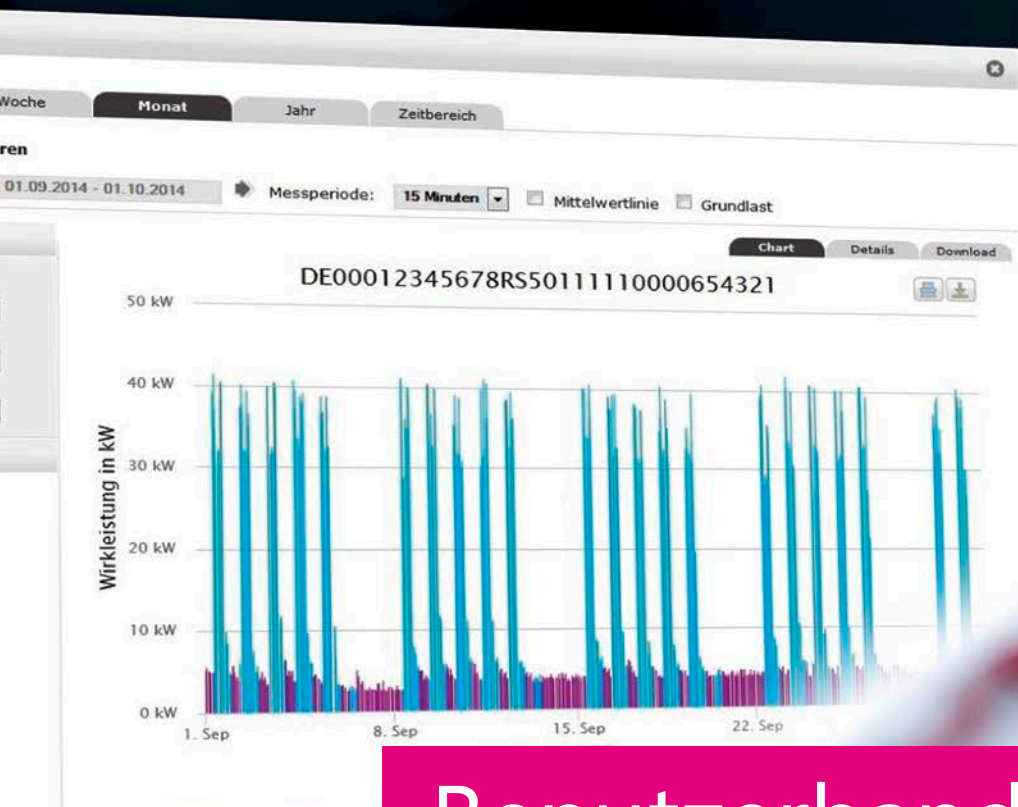 Woche Monat Jahr Zeitbereich
ren
01.09.2014 - 01.10.2014 Messperiode: 15 Minuten Mittelwertlinie Grundlast
Chart Details Download
DE00012345678RS50111110000654321
50 kW
40 kW
30 kW
20 kW
10 kW
0 kW
Wirkleistung in kW
1. Sep 8. Sep 15. Sep 22. Sep